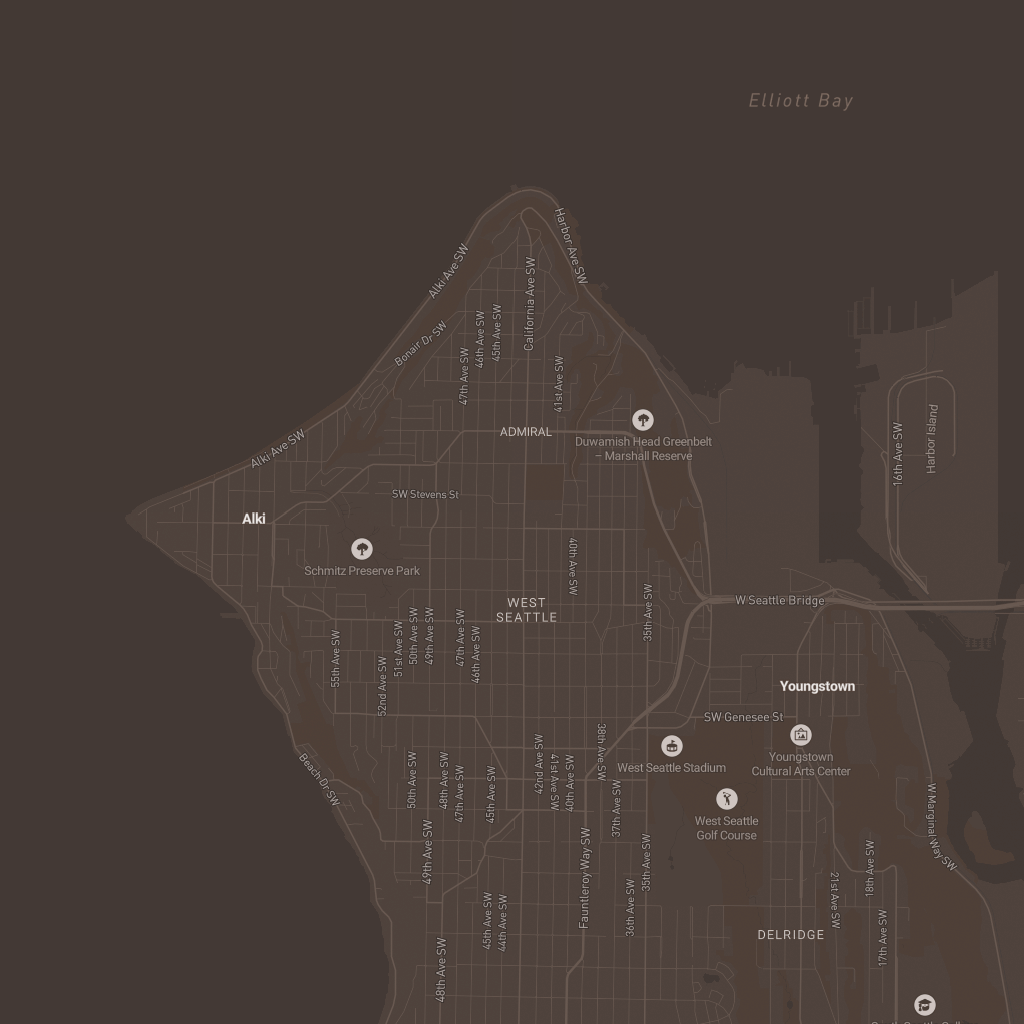 Elliott Bay
Harbor Ave SW
Alki Ave SW
California Ave SW
Bonair Dr SW
45th Ave SW
46th Ave SW
47th Ave SW
41st Ave SW
ADMIRAL
Duwamish Head Greenbelt
– Marshall Reserve
16th Ave SW
Harbor Island
Alki Ave SW
SW Stevens St
Alki
Schmitz Preserve Park
40th Ave SW
WEST
SEATTLE
35th Ave SW
W Seattle Bridge
55th Ave SW
52nd Ave SW
51st Ave SW
50th Ave SW
49th Ave SW
47th Ave SW
46th Ave SW
Youngstown
SW Genesee St
38th Ave SW
West Seattle Stadium
Youngstown
Cultural Arts Center
Beach Dr SW
50th Ave SW
48th Ave SW
47th Ave SW
45th Ave SW
42nd Ave SW
41st Ave SW
40th Ave SW
37th Ave SW
West Seattle
Golf Course
W Marginal Way SW
49th Ave SW
Fauntleroy Way SW
35th Ave SW
18th Ave SW
21st Ave SW
45th Ave SW
44th Ave SW
36th Ave SW
17th Ave SW
DELRIDGE
48th Ave SW